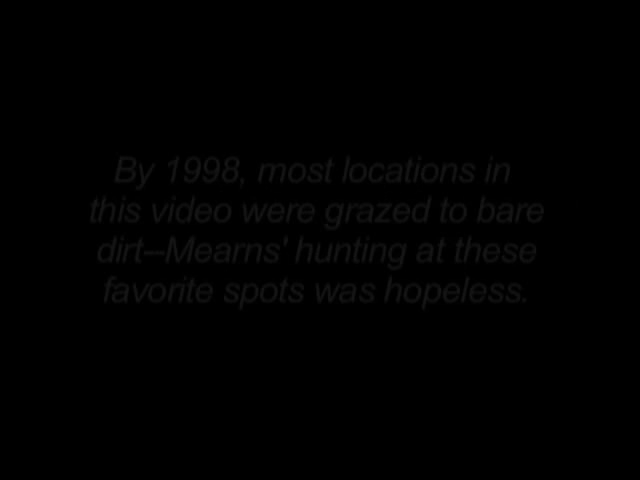 By 1998, most locations in
this video were grazed to bare
dirt--Mearns' hunting at these
favorite spots was hopeless.